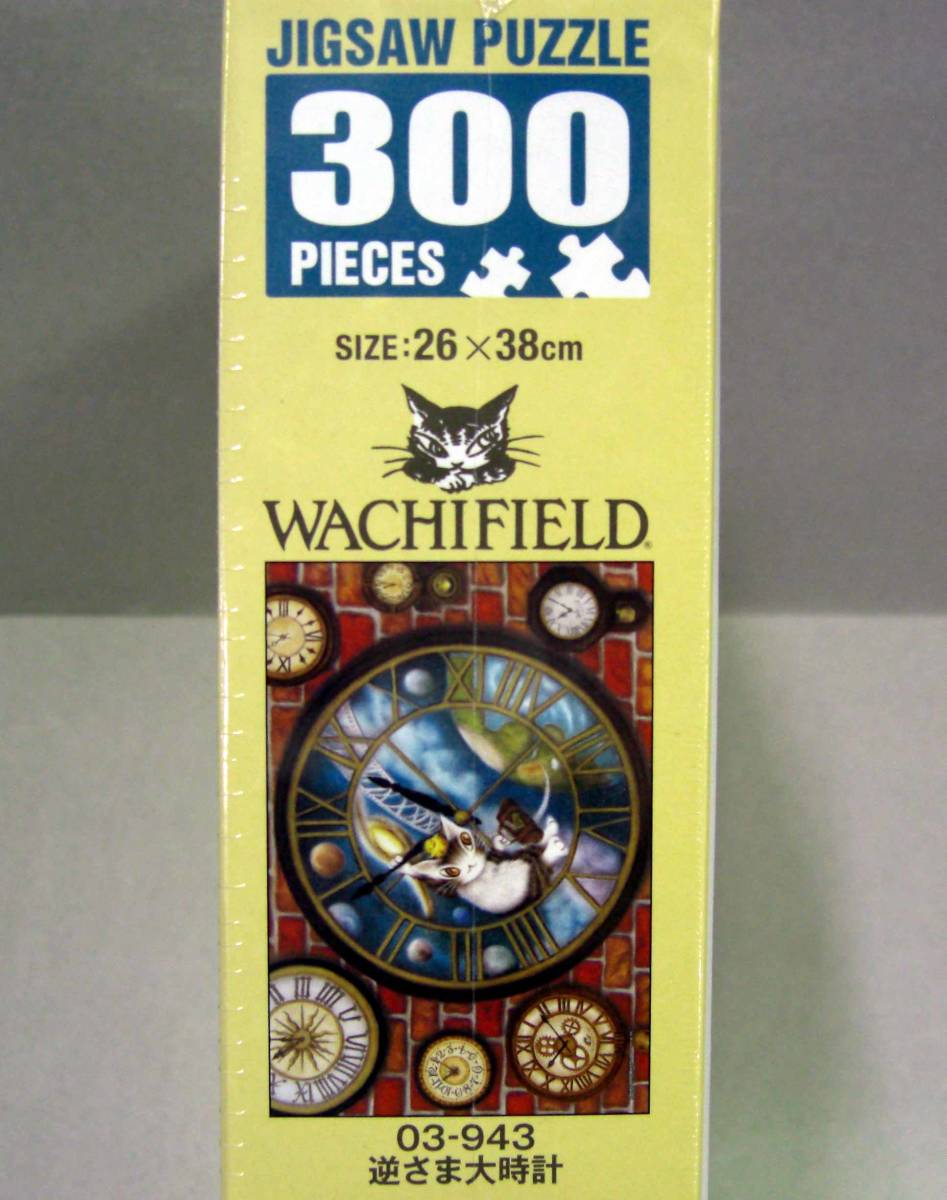 JIGSAW PUZZLE
300
PIECES
SIZE:26×38cm
WACHIFIELD®
03-943
逆さま大時計